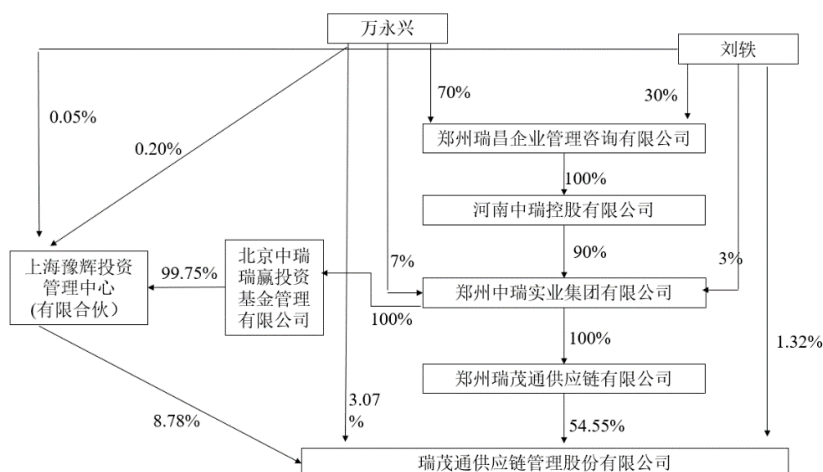 万永兴
刘轶
0.05%
0.20%
70%
30%
郑州瑞昌企业管理咨询有限公司
100%
河南中瑞控股有限公司
90%
7%
3%
上海豫辉投资
管理中心
(有限合伙）
99.75%
北京中瑞
瑞赢投资
基金管理
有限公司
100%
郑州中瑞实业集团有限公司
100%
1.32%
郑州瑞茂通供应链有限公司
8.78%
3.07
%
54.55%
瑞茂通供应链管理股份有限公司